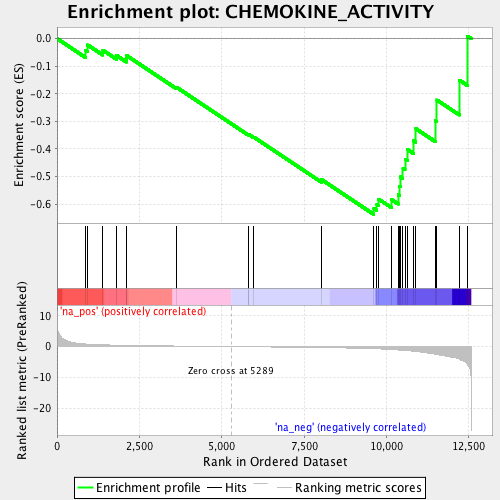 Enrichment plot: CHEMOKINE_ACTIVITY
Enrichment score (ES)
0.0
-0.1
-0.2
-0.3
-0.4
-0.5
-0.6
'na_pos' (positively correlated)
Ranked list metric (PreRanked)
10
5
0
-5
-10
-20
Zero cross at 5289
'na_neg' (negatively correlated)
0
2,500
5,000
7,500
10,000
12,500
Rank in Ordered Dataset
Enrichment profile
Hits
Ranking metric scores